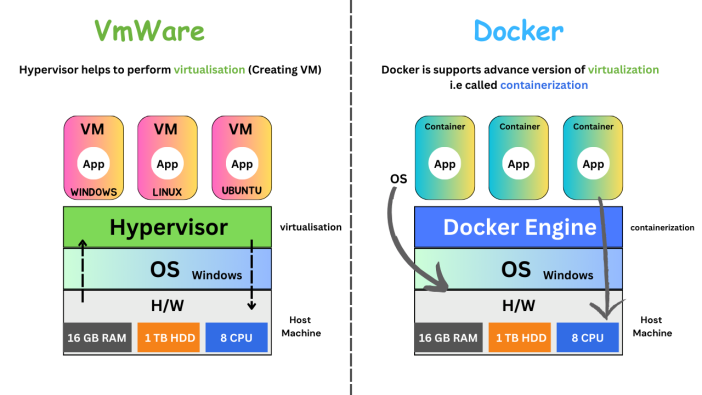 VmWare
Hypervisor helps to perform virtualisation (Creating VM)
VM
VM
VM
App
App
App
WINDOWS
LINUX
UBUNTU
Hypervisor
virtualisation
OS Windows
H/W
Host
Machine
16 GB RAM
1 TB HDD
8 CPU
Docker
Docker is supports advance version of virtualization
i.e called containerization
Container
Container
Container
App
App
App
OS
Docker Engine
containerization
OS Windows
H/W
Host
Machine
16 GB RAM
1 TB HDD
8 CPU